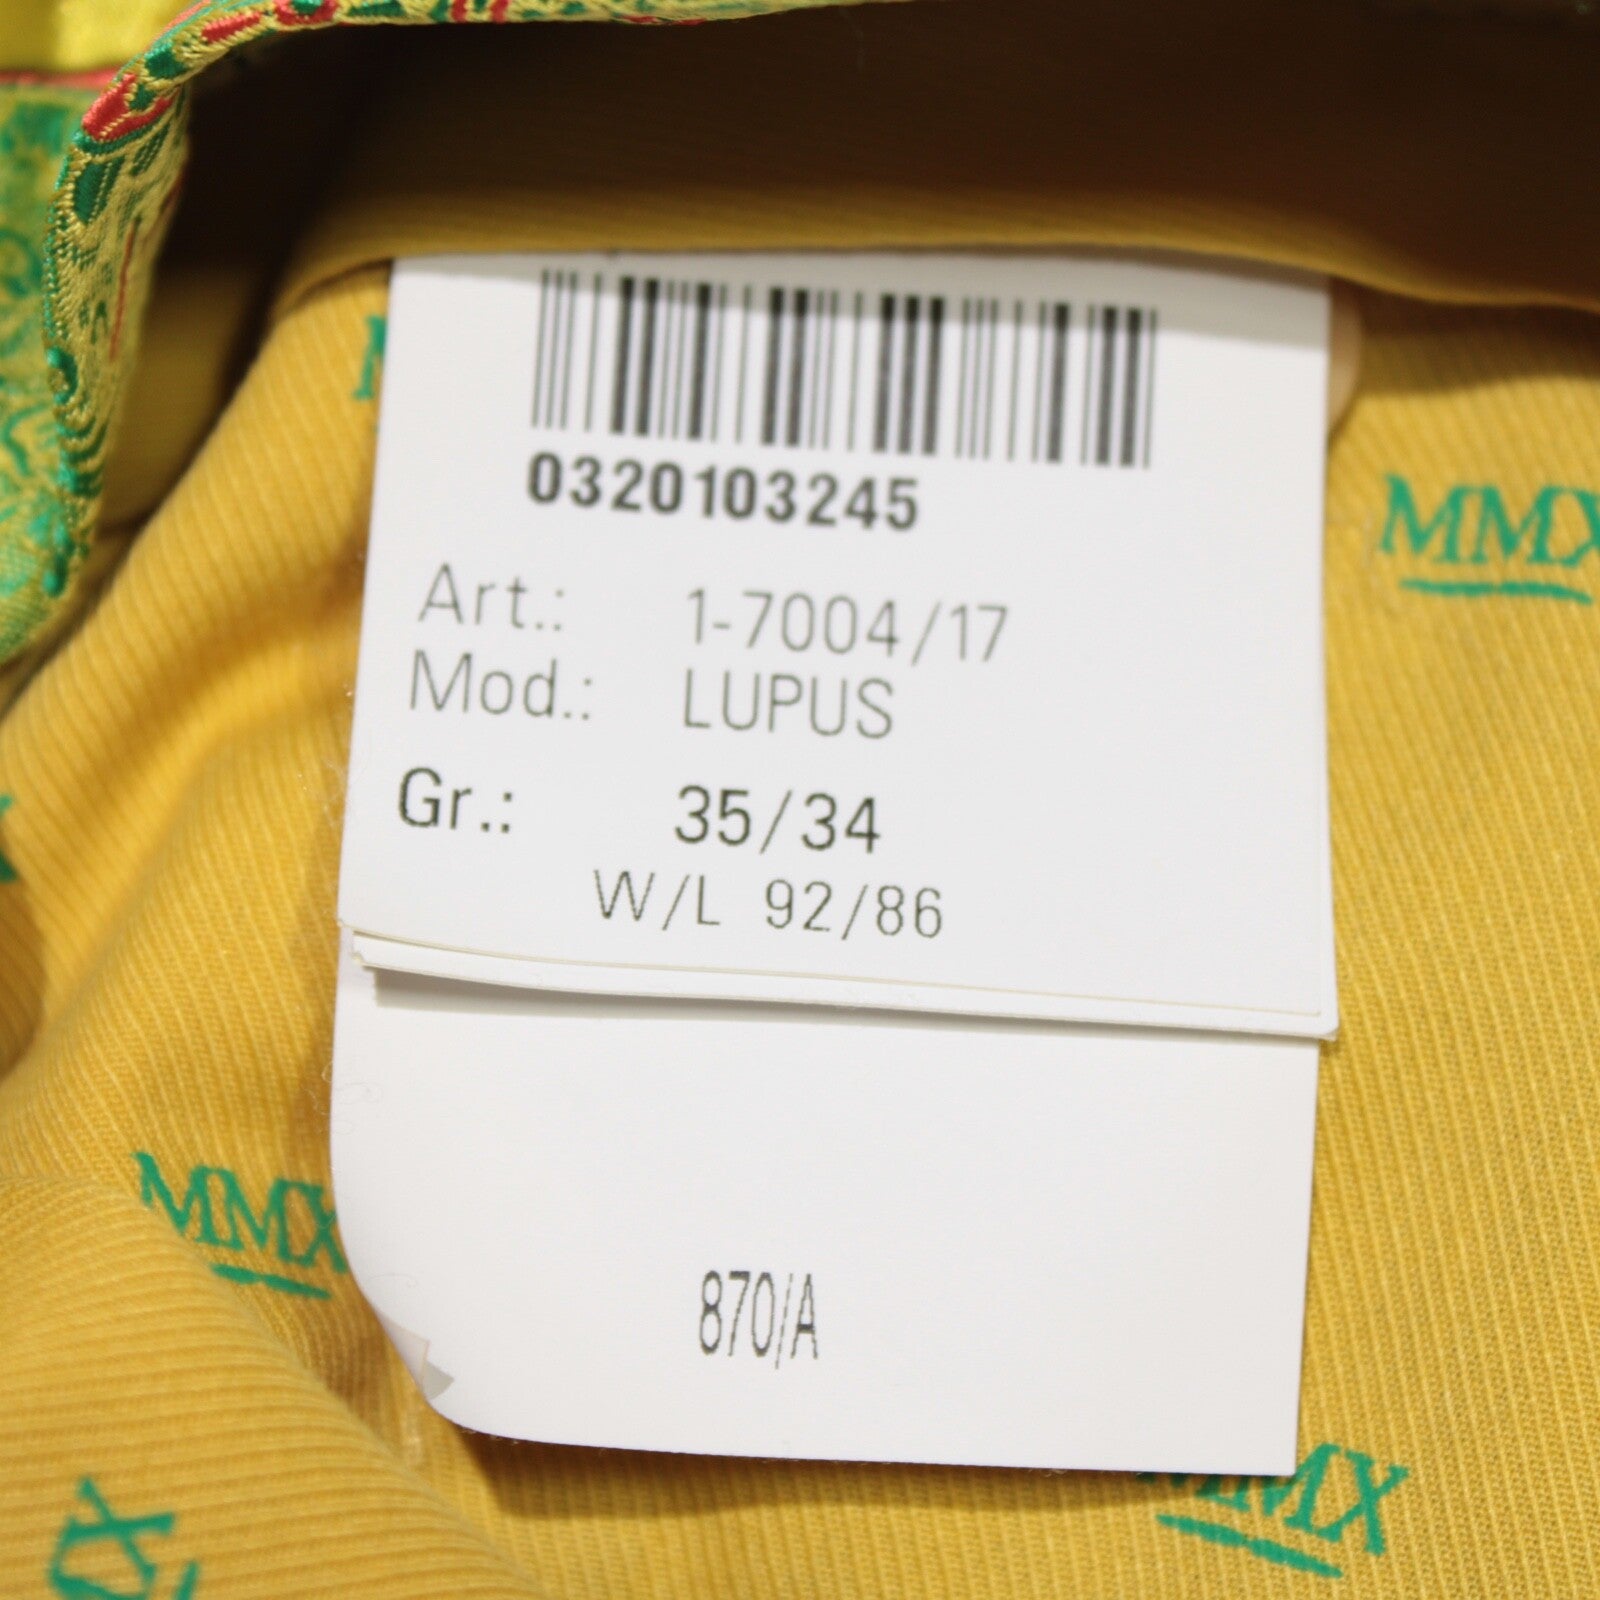 0320103245
Art.: 1-7004/17
Mod.: LUPUS
Gr.: 35/34
W/L 92/86
870/A
MMX
MMX
MMX